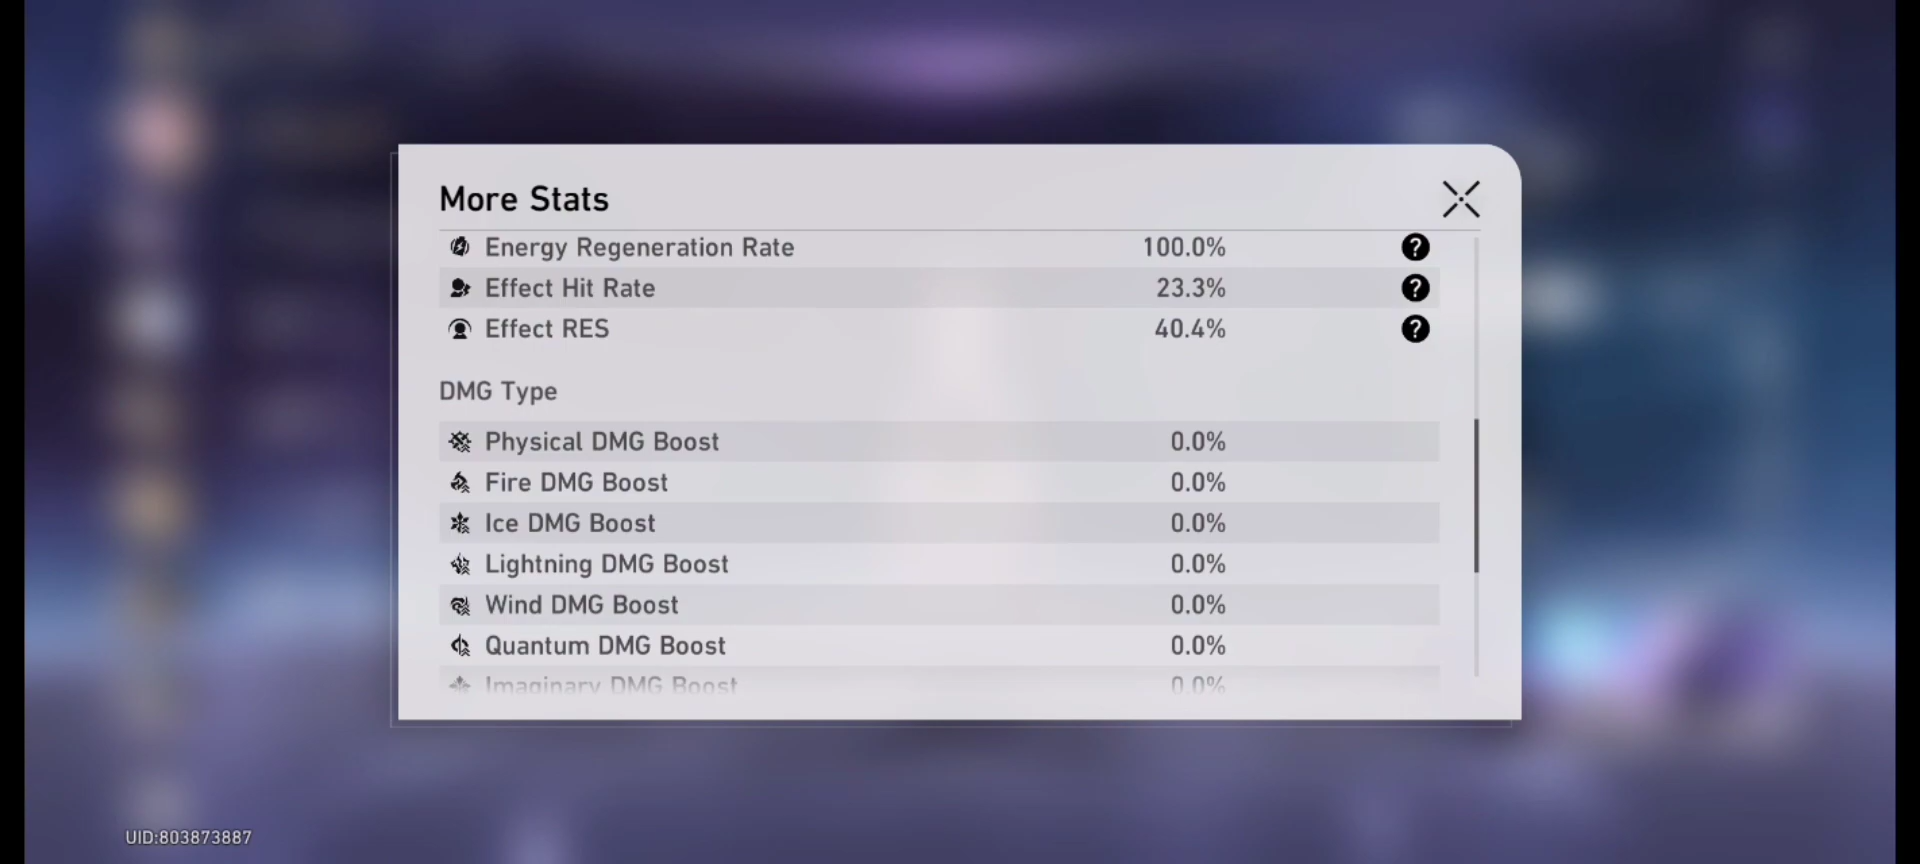 More Stats
Energy Regeneration Rate 100.0% ?
Effect Hit Rate 23.3% ?
Effect RES 40.4% ?
DMG Type
Physical DMG Boost 0.0%
Fire DMG Boost 0.0%
Ice DMG Boost 0.0%
Lightning DMG Boost 0.0%
Wind DMG Boost 0.0%
Quantum DMG Boost 0.0%
Imaginary DMG Boost 0.0%
UID:803873887